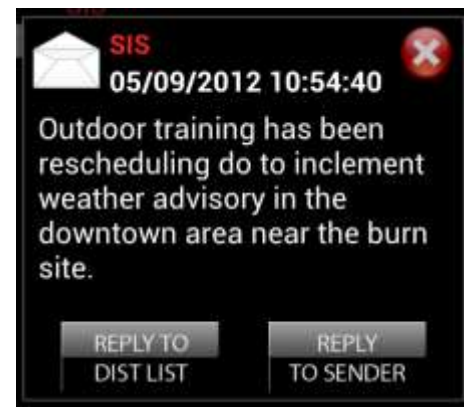 SIS
05/09/2012 10:54:40
Outdoor training has been
rescheduling do to inclement
weather advisory in the
downtown area near the burn
site.
REPLY TO
DIST LIST
REPLY
TO SENDER